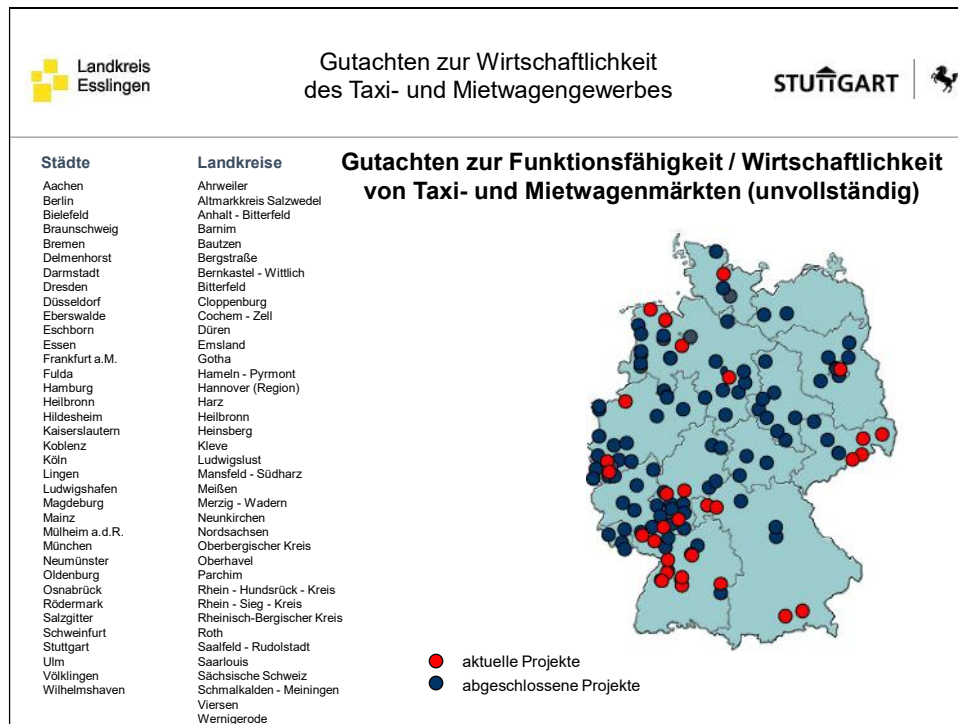 Landkreis
Esslingen
Gutachten zur Wirtschaftlichkeit
des Taxi- und Mietwagengewerbes
STUTTGART
Städte
Aachen
Berlin
Bielefeld
Braunschweig
Bremen
Delmenhorst
Darmstadt
Dresden
Düsseldorf
Eberswalde
Eschborn
Essen
Frankfurt a.M.
Fulda
Hamburg
Heilbronn
Hildesheim
Kaiserslautern
Koblenz
Köln
Lingen
Ludwigshafen
Magdeburg
Mainz
Mülheim a.d.R.
München
Neumünster
Oldenburg
Osnabrück
Rödermark
Salzgitter
Schweinfurt
Stuttgart
Ulm
Völklingen
Wilhelmshaven
Landkreise
Ahrweiler
Altmarkkreis Salzwedel
Anhalt - Bitterfeld
Barnim
Bautzen
Bergstraße
Bernkastel - Wittlich
Bitterfeld
Cloppenburg
Cochem - Zell
Düren
Emsland
Gotha
Hameln - Pyrmont
Hannover (Region)
Harz
Heilbronn
Heinsberg
Kleve
Ludwigslust
Mansfeld - Südharz
Meißen
Merzig - Wadern
Neunkirchen
Nordsachsen
Oberbergischer Kreis
Oberhavel
Parchim
Rhein - Hundsrück - Kreis
Rhein - Sieg - Kreis
Rheinisch-Bergischer Kreis
Roth
Saalfeld - Rudolstadt
Saarlouis
Sächsische Schweiz
Schmalkalden - Meiningen
Viersen
Wernigerode
Gutachten zur Funktionsfähigkeit / Wirtschaftlichkeit
von Taxi- und Mietwagenmärkten (unvollständig)
aktuelle Projekte
abgeschlossene Projekte